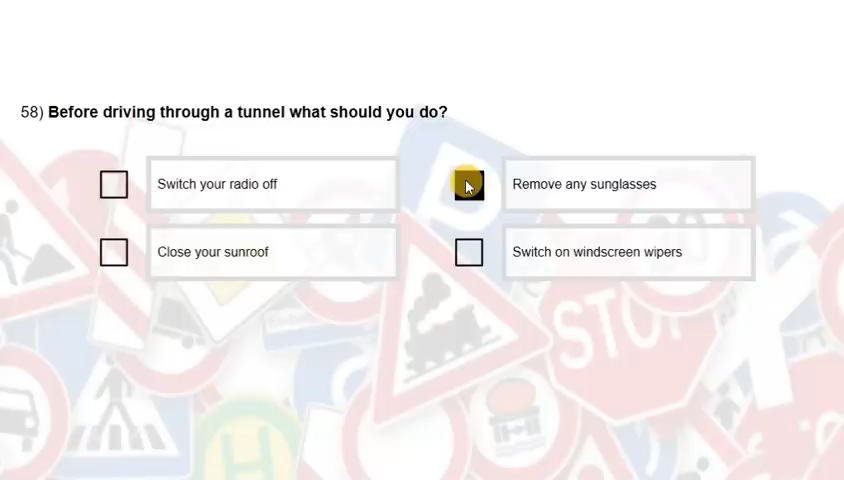 58) Before driving through a tunnel what should you do?
Switch your radio off
Remove any sunglasses
Close your sunroof
Switch on windscreen wipers
STOP
P
H